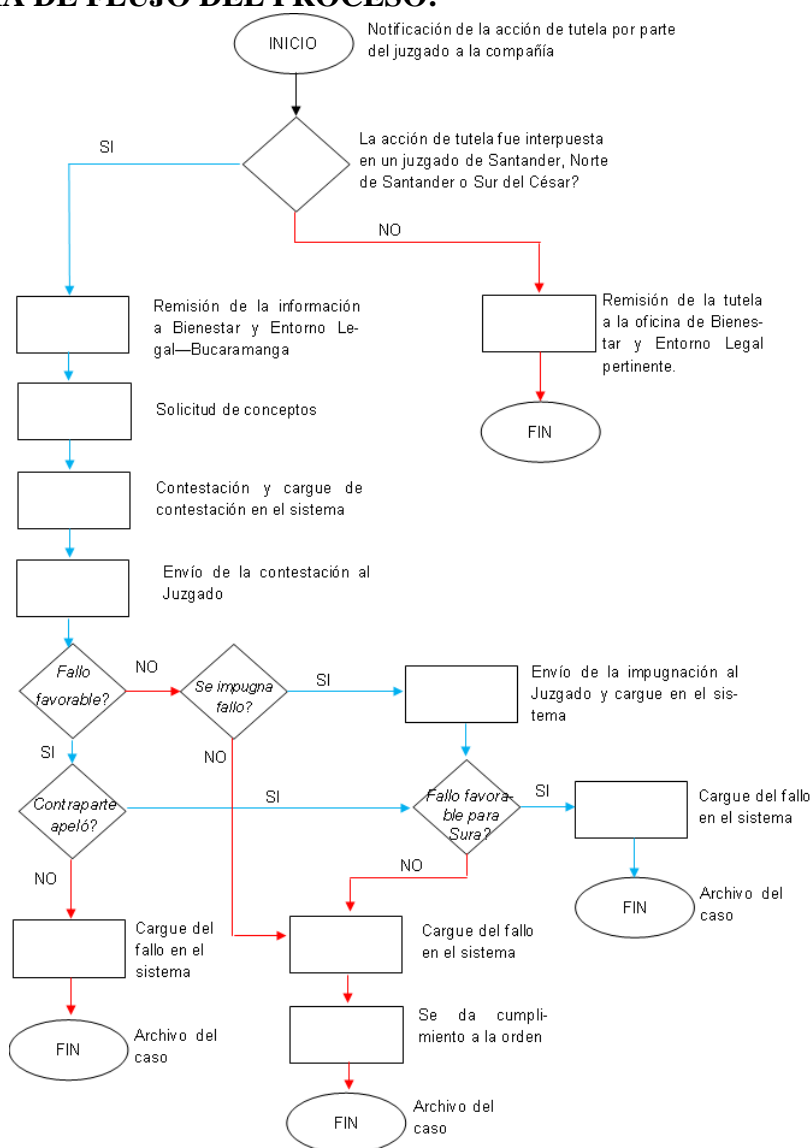 DE FLUJO DEL PROCESO:
INICIO
Notificación de la acción de tutela por parte
del juzgado a la compañía
La acción de tutela fue interpuesta
en un juzgado de Santander, Norte
de Santander o Sur del César?
SI
NO
Remisión de la información
a Bienestar y Entorno Le-
gal—Bucaramanga
Remisión de la tutela
a la oficina de Bienes-
tar y Entorno Legal
pertinente.
Solicitud de conceptos
FIN
Contestación y cargue de
contestación en el sistema
Envío de la contestación al
Juzgado
Fallo
favorable?
NO
Se impugna
fallo?
SI
Envío de la impugnación al
Juzgado y cargue en el sis-
tema
SI
NO
Contraparte
apeló?
SI
Fallo favora-
ble para
Sura?
SI
Cargue del fallo
en el sistema
NO
NO
FIN
Archivo del
caso
Cargue del
fallo en el
sistema
Cargue del fallo
en el sistema
Se da cumpli-
miento a la orden
FIN
Archivo del
caso
FIN
Archivo del
caso